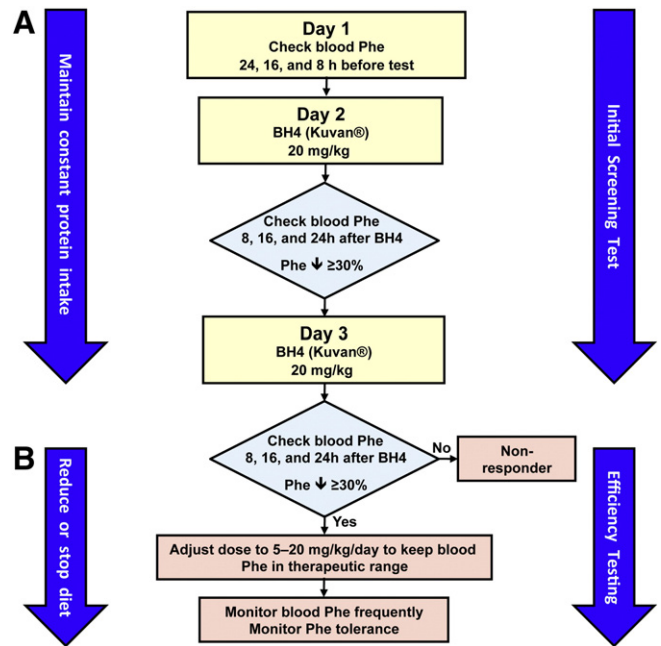 A
Maintain constant protein intake
Initial Screening Test
Day 1
Check blood Phe
24, 16, and 8 h before test
Day 2
BH4 (Kuvan®)
20 mg/kg
Check blood Phe
8, 16, and 24h after BH4
Phe ↓ ≥30%
Day 3
BH4 (Kuvan®)
20 mg/kg
B
Reduce or stop diet
Efficiency Testing
Check blood Phe
8, 16, and 24h after BH4
Phe ↓ ≥30%
No
Non-
responder
Yes
Adjust dose to 5–20 mg/kg/day to keep blood
Phe in therapeutic range
Monitor blood Phe frequently
Monitor Phe tolerance